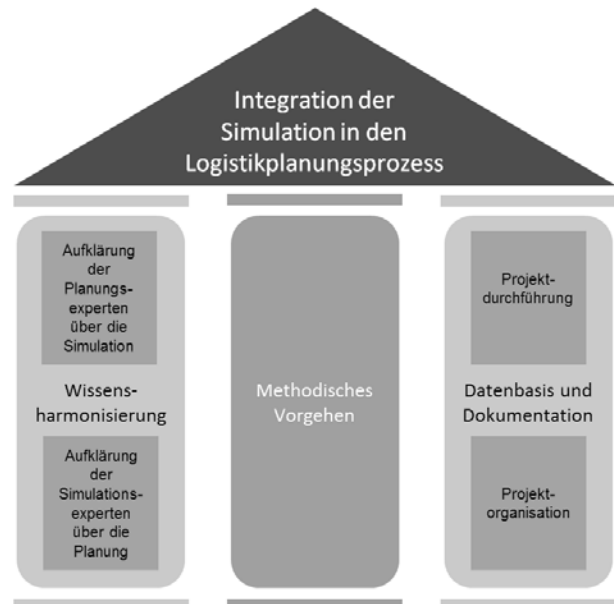 Integration der
Simulation in den
Logistikplanungsprozess
Aufklärung
der
Planungs-
experten
über die
Simulation
Wissens-
harmonisierung
Aufklärung
der
Simulations-
experten
über die
Planung
Methodisches
Vorgehen
Projekt-
durchführung
Datenbasis und
Dokumentation
Projekt-
organisation